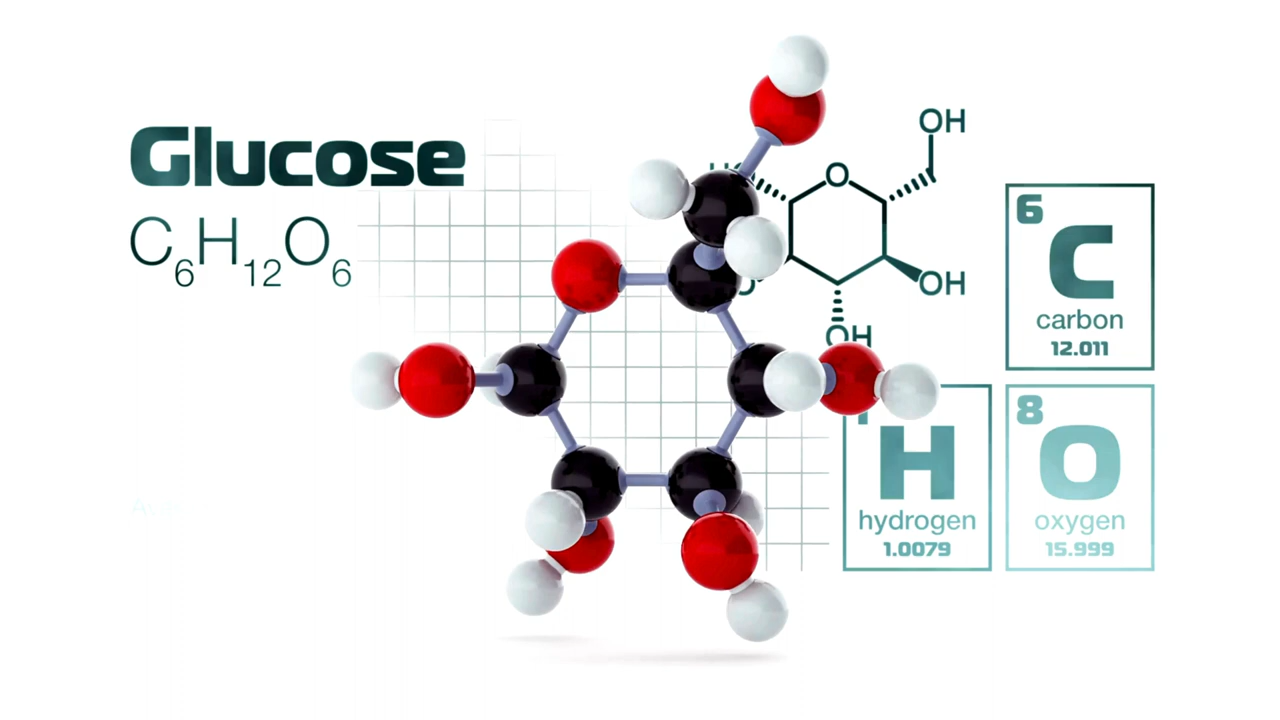 Glucose
C6H12O6
OH
O
OH
OH
6
C
carbon
12.011
H
hydrogen
1.0079
8
O
oxygen
15.999